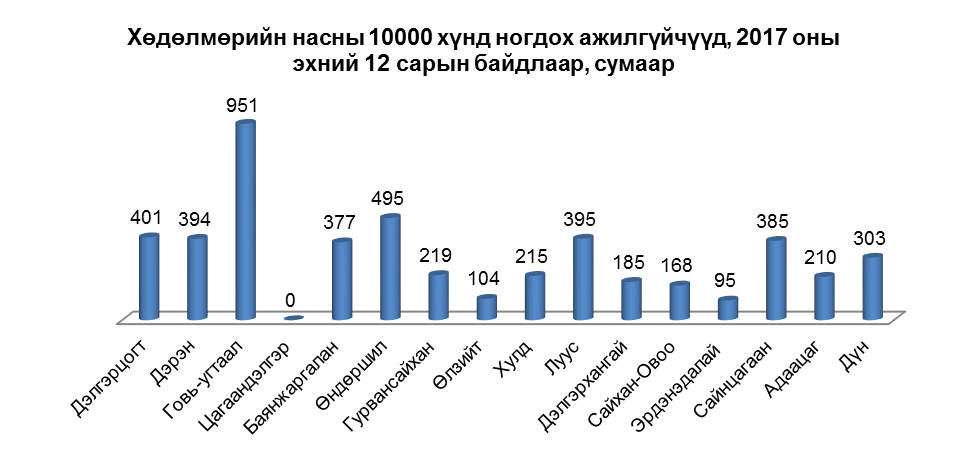 Хөдөлмөрийн насны 10000 хүнд ногдох ажилгүйчүүд, 2017 оны
эхний 12 сарын байдлаар, сумаар
401
394
951
0
377
495
219
104
215
395
185
168
95
385
210
303
Дэлгэрцогт
Дэрэн
Говь-угтаал
Цагаандэлгэр
Баянжаргалан
Өндөршил
Гурвансайхан
Өлзийт
Хулд
Луус
Дэлгэрхангай
Сайхан-Овоо
Эрдэнэдалай
Сайнцагаан
Адаацаг
Дүн